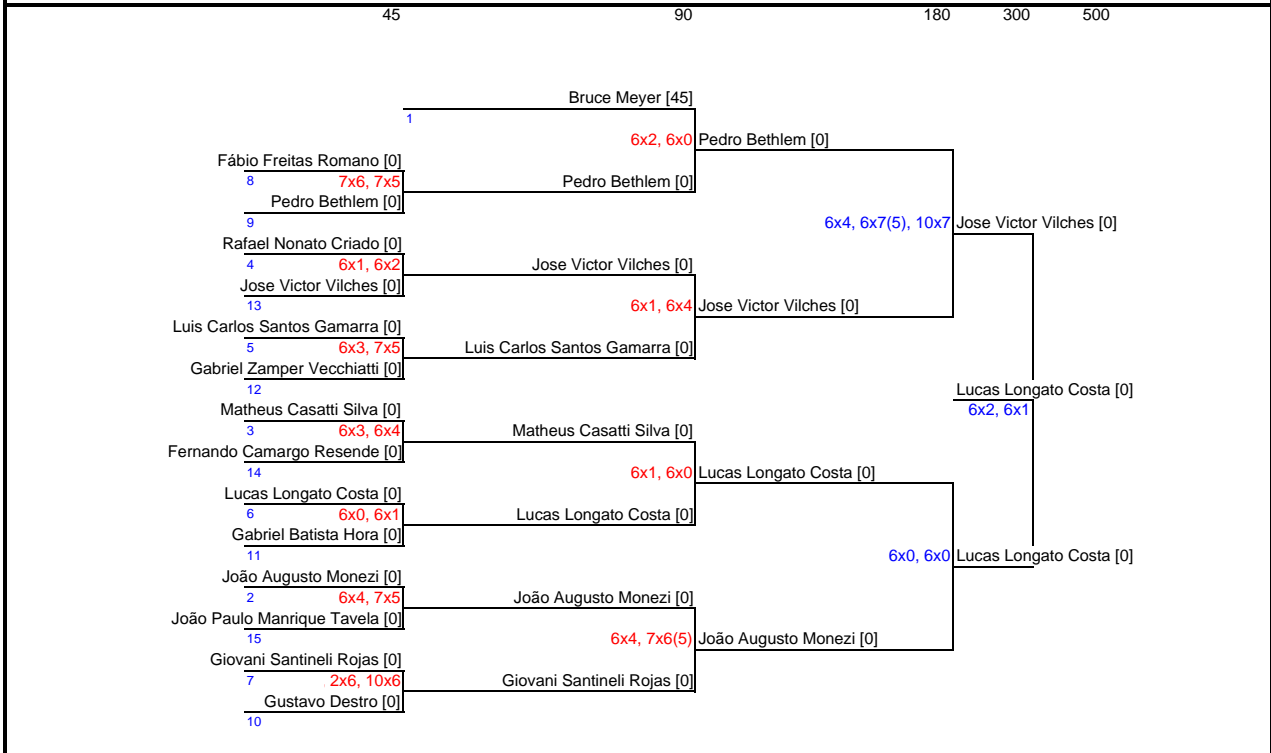 45 90 180 300 500
Bruce Meyer [45]
1
6x2, 6x0 Pedro Bethlem [0]
Fábio Freitas Romano [0]
8 7x6, 7x5 Pedro Bethlem [0]
Pedro Bethlem [0]
9
6x4, 6x7(5), 10x7 Jose Victor Vilches [0]
Rafael Nonato Criado [0]
4 6x1, 6x2 Jose Victor Vilches [0]
Jose Victor Vilches [0]
13
6x1, 6x4 Jose Victor Vilches [0]
Luis Carlos Santos Gamarra [0]
5 6x3, 7x5 Luis Carlos Santos Gamarra [0]
Gabriel Zamper Vecchiatti [0]
12
Lucas Longato Costa [0]
6x2, 6x1
Matheus Casatti Silva [0]
3 6x3, 6x4 Matheus Casatti Silva [0]
Fernando Camargo Resende [0]
14
6x1, 6x0 Lucas Longato Costa [0]
Lucas Longato Costa [0]
6 6x0, 6x1 Lucas Longato Costa [0]
Gabriel Batista Hora [0]
11
6x0, 6x0 Lucas Longato Costa [0]
João Augusto Monezi [0]
2 6x4, 7x5 João Augusto Monezi [0]
João Paulo Manrique Tavela [0]
15
6x4, 7x6(5) João Augusto Monezi [0]
Giovani Santineli Rojas [0]
7 2x6, 10x6 Giovani Santineli Rojas [0]
Gustavo Destro [0]
10